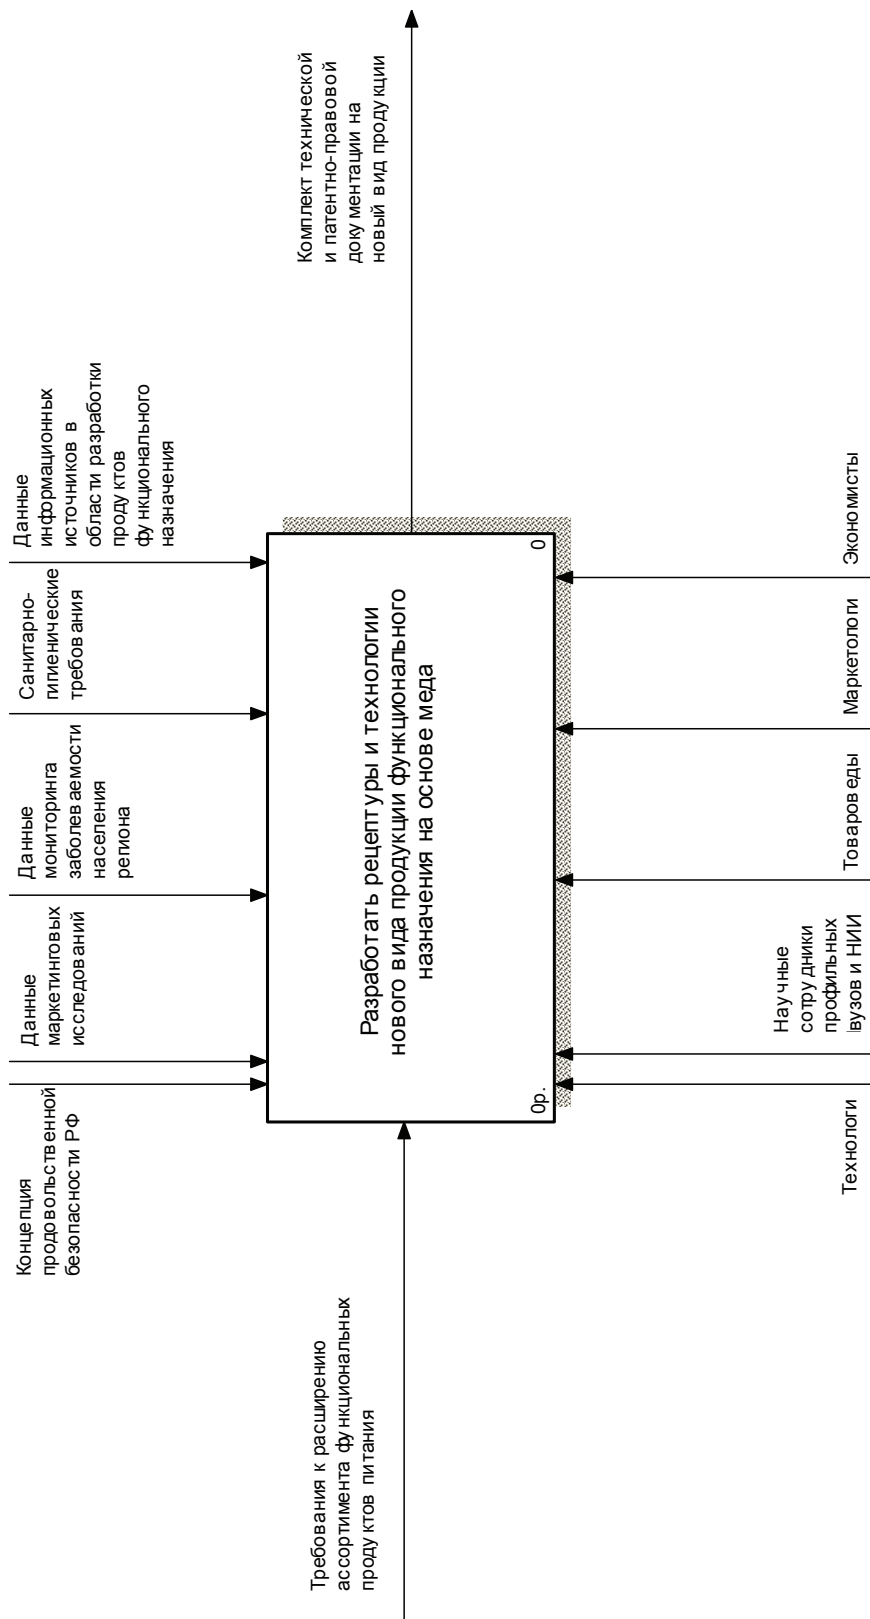 Концепция
продовольственной
безопасности РФ
Данные
маркетинговых
исследований
Данные
мониторинга
заболеваемости
населения
региона
Санитарно-
гигиенические
требования
Данные
информационных
источников в
области разработки
продуктов
функционального
назначения
Требования к расширению
ассортимента функциональных
продуктов питания
Разработать рецептуры и технологии
нового вида продукции функционального
назначения на основе меда
0р.
0
Комплект технической
и патентно-правовой
документации на
новый вид продукции
Технологи
Научные
сотрудники
профильных
вузов и НИИ
Товароведы
Маркетологи
Экономисты